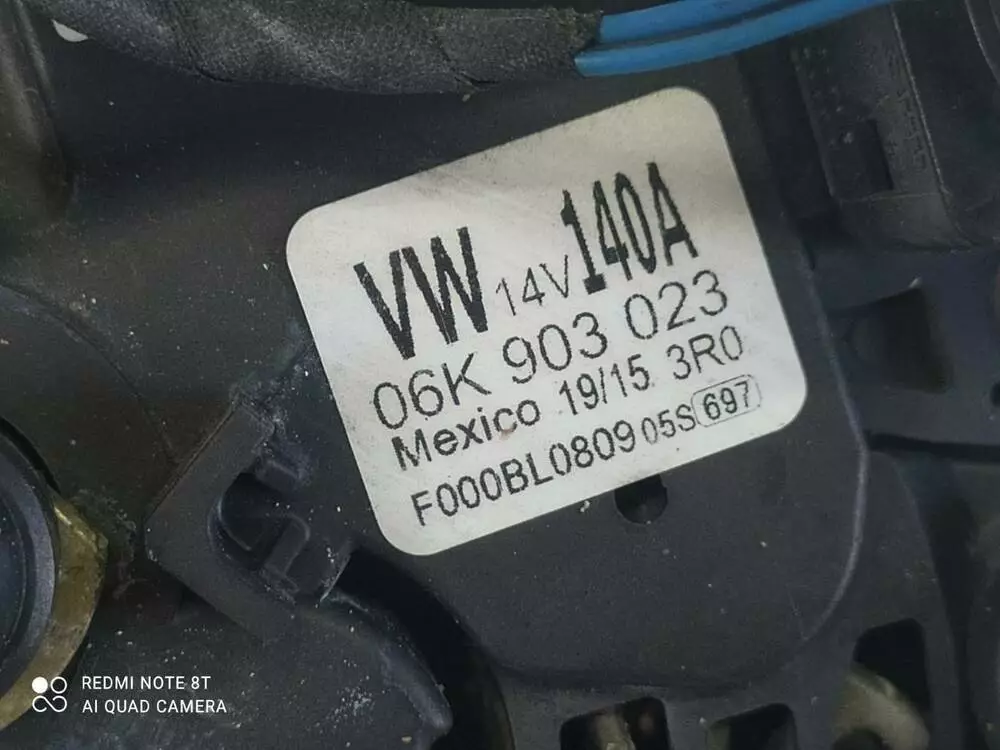 VW 14V 140A
06K 903 023
Mexico 19/15 3R0
F000BL0809 05S 697
REDMI NOTE 8T
AI QUAD CAMERA